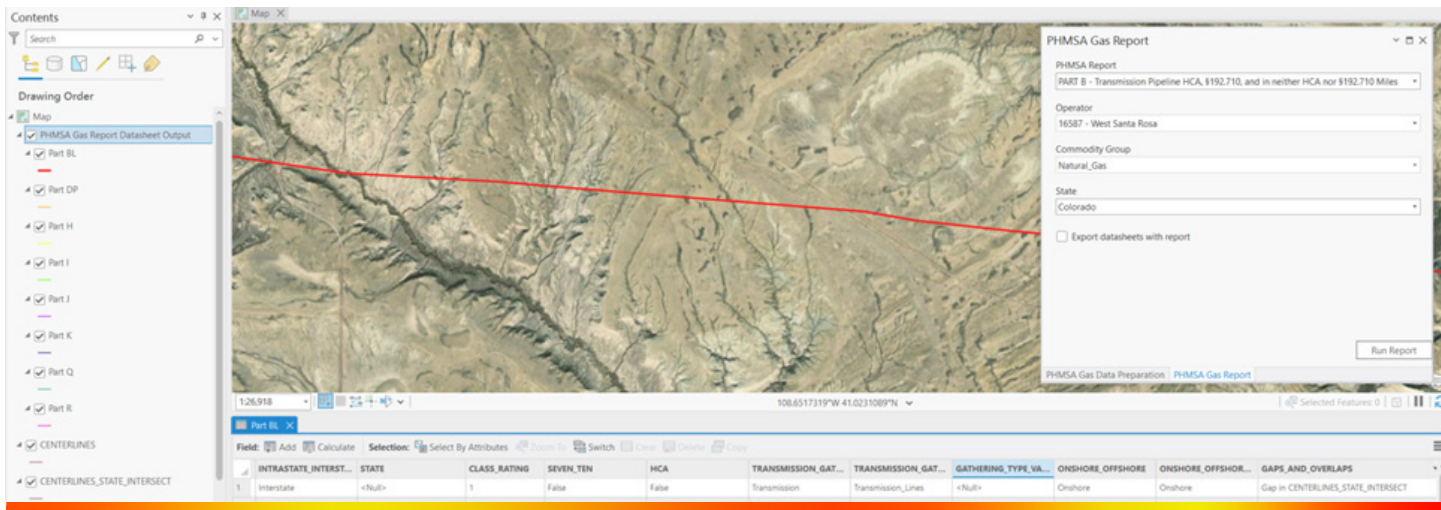 Contents
Search
Drawing Order
Map
PHMSA Gas Report Datasheet Output
Part BL
Part DP
Part H
Part I
Part J
Part K
Part Q
Part R
CENTERLINES
CENTERLINES_STATE_INTERSECT
Map
PHMSA Gas Report
PHMSA Report
PART B - Transmission Pipeline HCA, §192.710, and in neither HCA nor §192.710 Miles
Operator
16587 - West Santa Rosa
Commodity Group
Natural_Gas
State
Colorado
Export datasheets with report
Run Report
PHMSA Gas Data Preparation PHMSA Gas Report
1:26,918 108.6517319°W 41.0231089°N Selected Features: 0
Part BL
Field: Add Calculate Selection: Select By Attributes Zoom To Switch Clear Delete Copy
INTRASTATE_INTERST... STATE CLASS_RATING SEVEN_TEN HCA TRANSMISSION_GAT... TRANSMISSION_GAT... GATHERING_TYPE_VA... ONSHORE_OFFSHORE ONSHORE_OFFSHOR... GAPS_AND_OVERLAPS
1 Interstate <Null> 1 False False Transmission Transmission_Lines <Null> Onshore Onshore Gap in CENTERLINES_STATE_INTERSECT